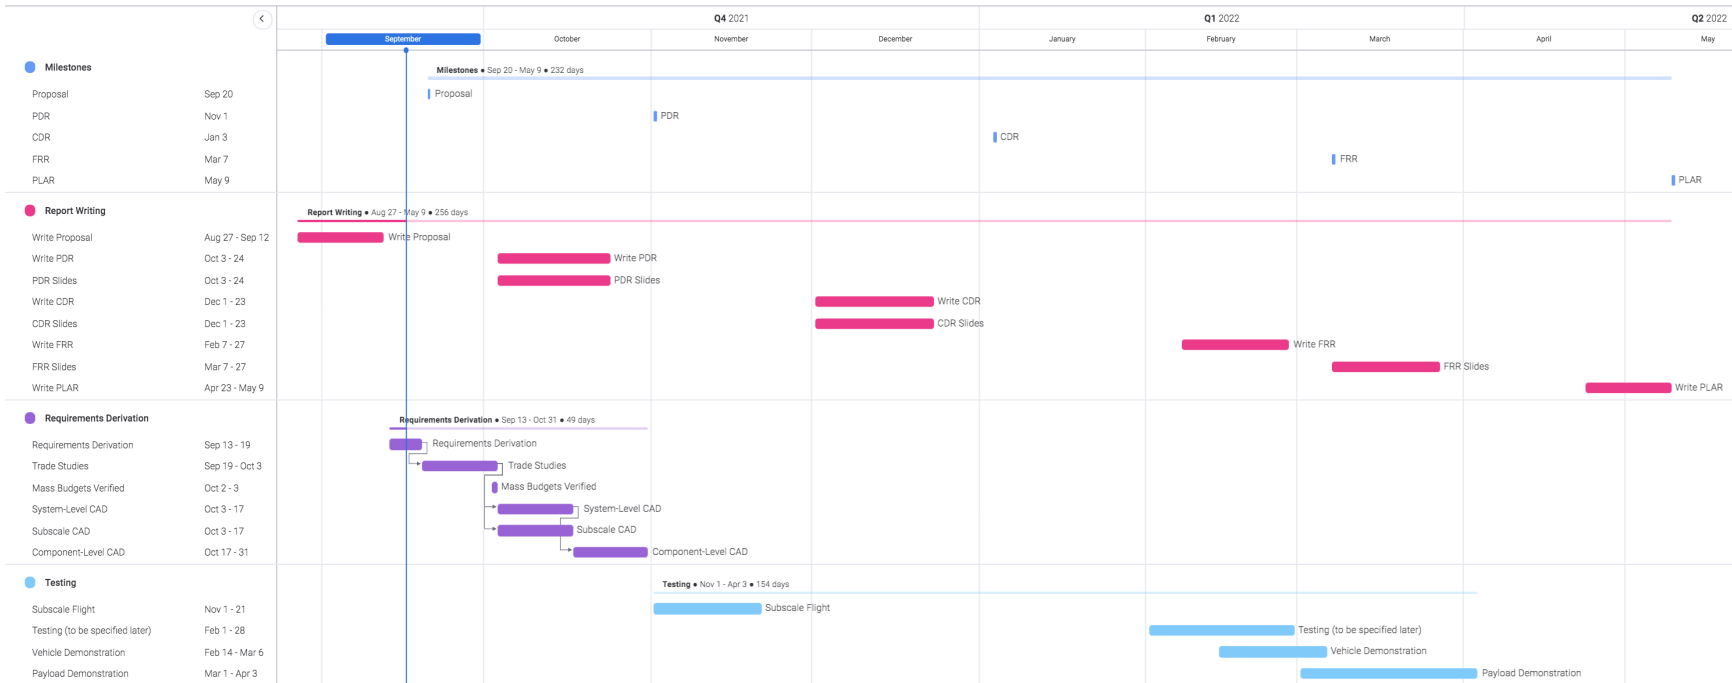 Q4 2021
Q1 2022
Q2 2022
September
October
November
December
January
February
March
April
May
Milestones
Milestones • Sep 20 - May 9 • 232 days
Proposal Sep 20
Proposal
PDR Nov 1
PDR
CDR Jan 3
CDR
FRR Mar 7
FRR
PLAR May 9
PLAR
Report Writing
Report Writing • Aug 27 - May 9 • 256 days
Write Proposal Aug 27 - Sep 12
Write Proposal
Write PDR Oct 3 - 24
Write PDR
PDR Slides Oct 3 - 24
PDR Slides
Write CDR Dec 1 - 23
Write CDR
CDR Slides Dec 1 - 23
CDR Slides
Write FRR Feb 7 - 27
Write FRR
FRR Slides Mar 7 - 27
FRR Slides
Write PLAR Apr 23 - May 9
Write PLAR
Requirements Derivation
Requirements Derivation • Sep 13 - Oct 31 • 49 days
Requirements Derivation Sep 13 - 19
Requirements Derivation
Trade Studies Sep 19 - Oct 3
Trade Studies
Mass Budgets Verified Oct 2 - 3
Mass Budgets Verified
System-Level CAD Oct 3 - 17
System-Level CAD
Subscale CAD Oct 3 - 17
Subscale CAD
Component-Level CAD Oct 17 - 31
Component-Level CAD
Testing
Testing • Nov 1 - Apr 3 • 154 days
Subscale Flight Nov 1 - 21
Subscale Flight
Testing (to be specified later) Feb 1 - 28
Testing (to be specified later)
Vehicle Demonstration Feb 14 - Mar 6
Vehicle Demonstration
Payload Demonstration Mar 1 - Apr 3
Payload Demonstration